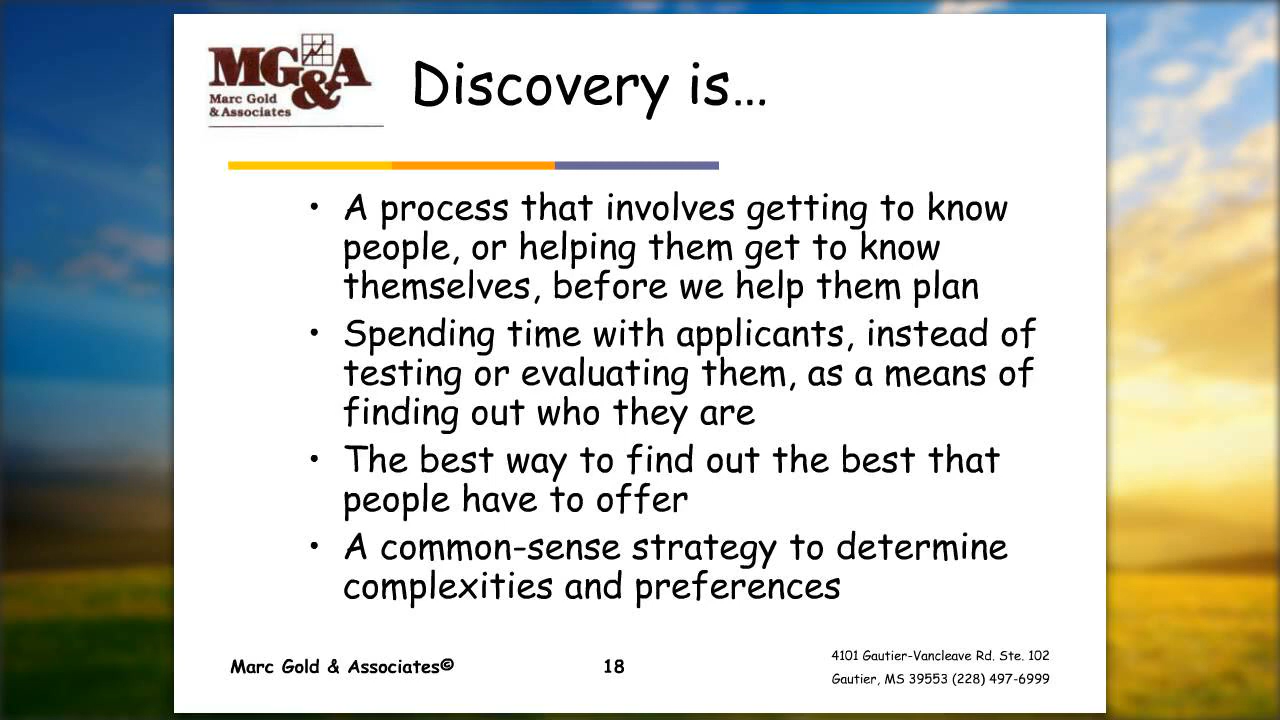 MG&A
Marc Gold
& Associates
Discovery is…
• A process that involves getting to know
people, or helping them get to know
themselves, before we help them plan
• Spending time with applicants, instead of
testing or evaluating them, as a means of
finding out who they are
• The best way to find out the best that
people have to offer
• A common-sense strategy to determine
complexities and preferences
Marc Gold & Associates©
18
4101 Gautier-Vancleave Rd. Ste. 102
Gautier, MS 39553 (228) 497-6999